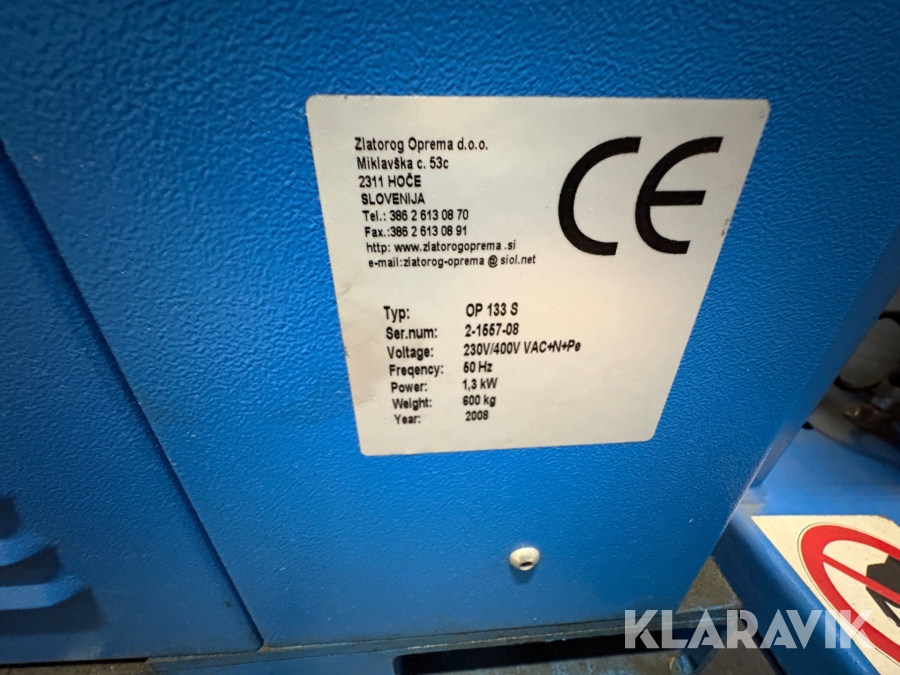 Zlatorog Oprema d.o.o.
Miklavška c. 53c
2311 HOČE
SLOVENIJA
Tel.: 386 2 613 08 70
Fax.:386 2 613 08 91
http: www.zlatorogoprema .si
e-mail:zlatorog-oprema @ siol.net
CE
Typ: OP 133 S
Ser.num: 2-1557-08
Voltage: 230V/400V VAC+N+Pe
Freqency: 50 Hz
Power: 1,3 kW
Weight: 600 kg
Year: 2008
KLARAVIK